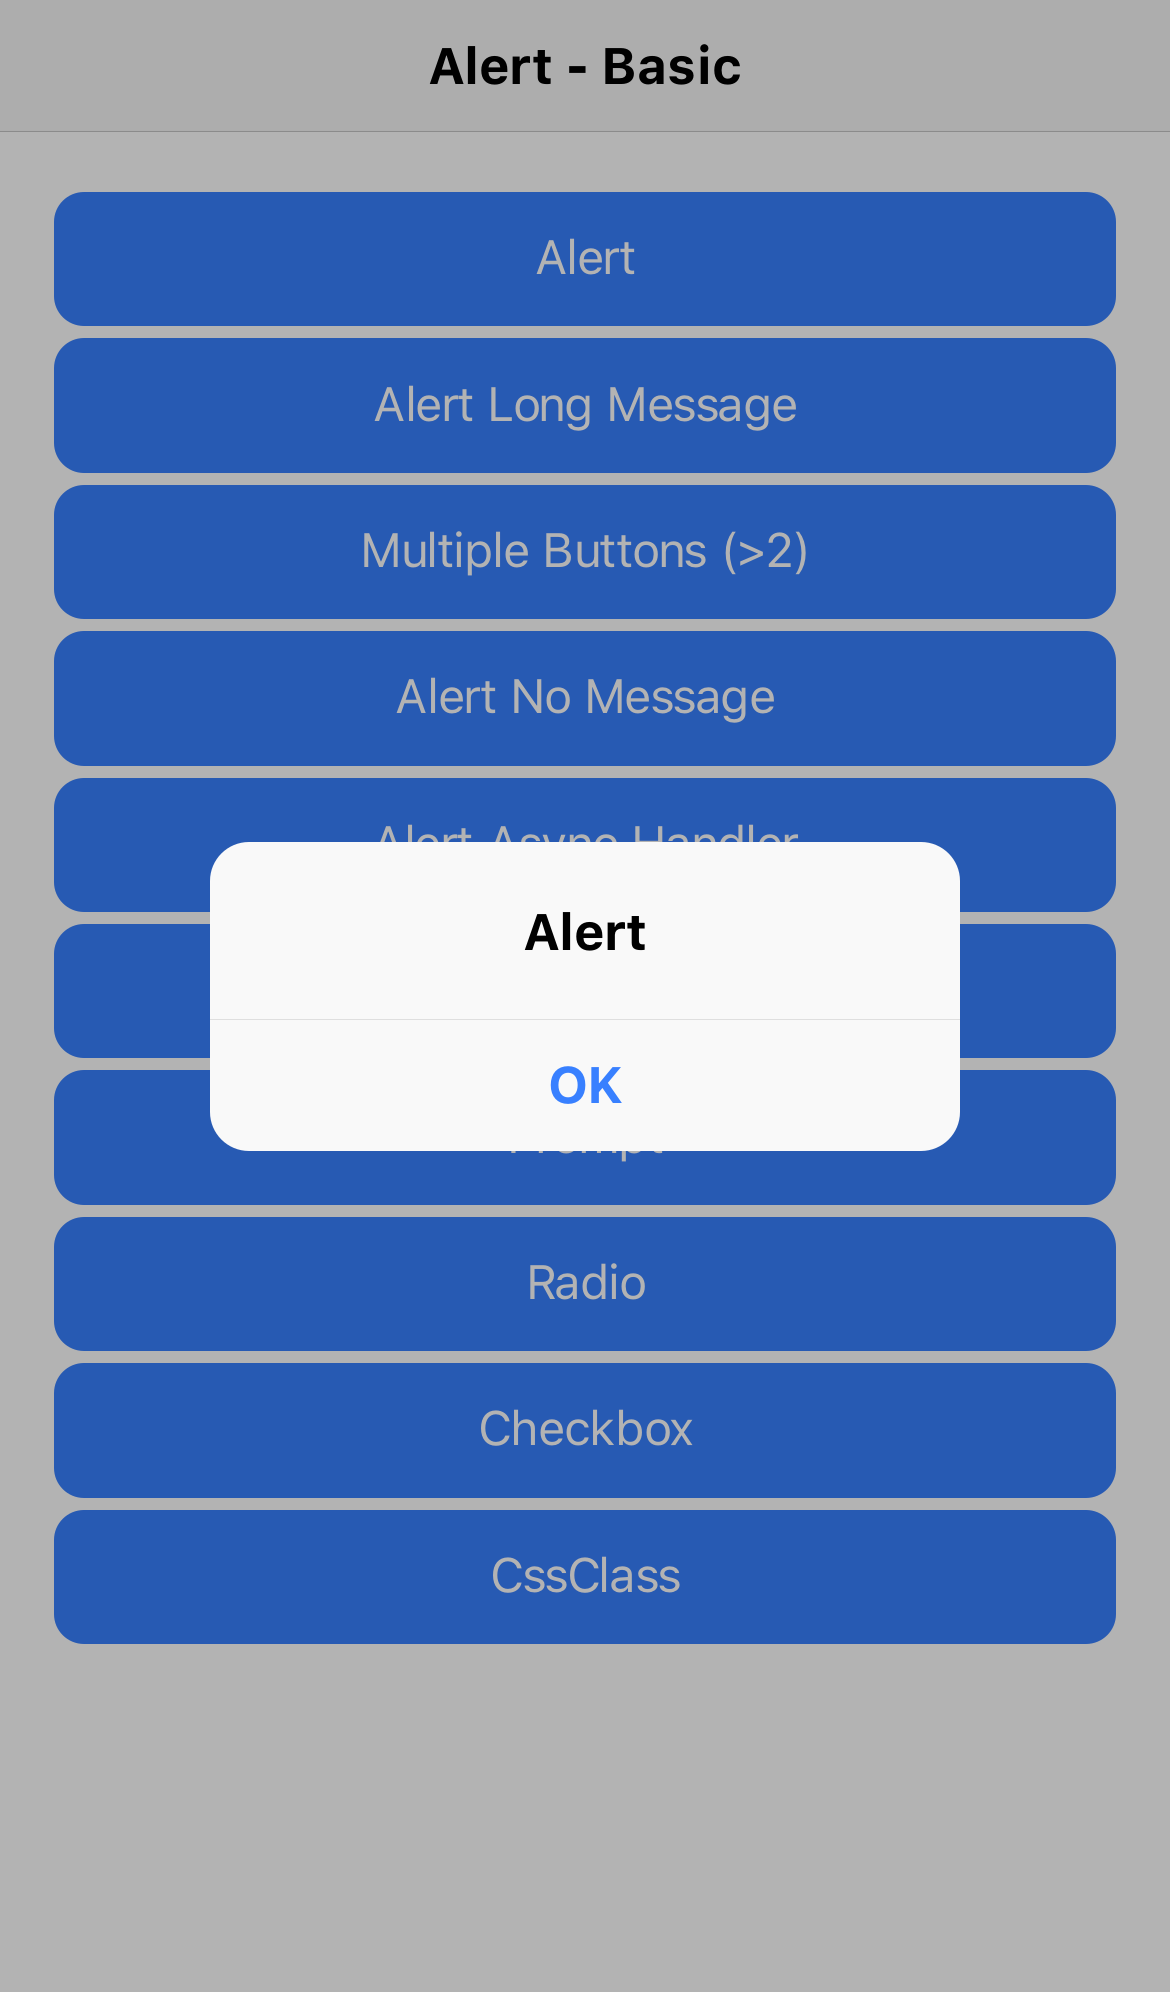 Alert - Basic
Alert
Alert Long Message
Multiple Buttons (>2)
Alert No Message
Alert Async Handler
Alert
OK
Prompt
Radio
Checkbox
CssClass